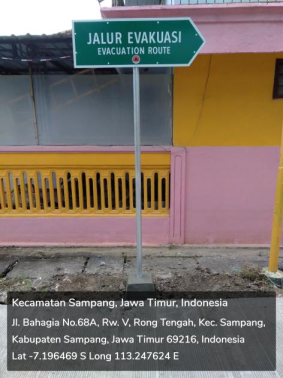 JALUR EVAKUASI
EVACUATION ROUTE
Kecamatan Sampang, Jawa Timur, Indonesia
Jl. Bahagia No.68A, Rw. V, Rong Tengah, Kec. Sampang,
Kabupaten Sampang, Jawa Timur 69216, Indonesia
Lat -7.196469 S Long 113.247624 E